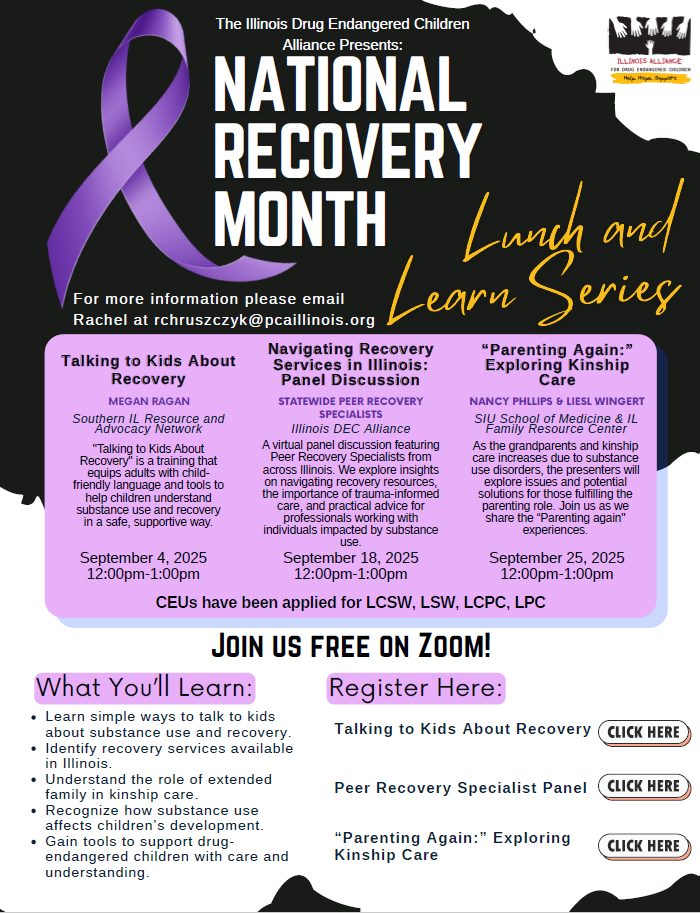 The Illinois Drug Endangered Children
Alliance Presents:
NATIONAL
RECOVERY
MONTH
ILLINOIS ALLIANCE
FOR DRUG ENDANGERED CHILDREN
Help Hope Support
Lunch and
Learn Series
For more information please email
Rachel at rchruszczyk@pcaillinois.org
Talking to Kids About
Recovery
MEGAN RAGAN
Southern IL Resource and
Advocacy Network
"Talking to Kids About
Recovery" is a training that
equips adults with child-
friendly language and tools to
help children understand
substance use and recovery
in a safe, supportive way.
September 4, 2025
12:00pm-1:00pm
Navigating Recovery
Services in Illinois:
Panel Discussion
STATEWIDE PEER RECOVERY
SPECIALISTS
Illinois DEC Alliance
A virtual panel discussion featuring
Peer Recovery Specialists from
across Illinois. We explore insights
on navigating recovery resources,
the importance of trauma-informed
care, and practical advice for
professionals working with
individuals impacted by substance
use.
September 18, 2025
12:00pm-1:00pm
“Parenting Again:”
Exploring Kinship
Care
NANCY PHLLIPS & LIESL WINGERT
SIU School of Medicine & IL
Family Resource Center
As the grandparents and kinship
care increases due to substance
use disorders, the presenters will
explore issues and potential
solutions for those fulfilling the
parenting role. Join us as we
share the “Parenting again"
experiences.
September 25, 2025
12:00pm-1:00pm
CEUs have been applied for LCSW, LSW, LCPC, LPC
JOIN US FREE ON ZOOM!
What You’ll Learn:
• Learn simple ways to talk to kids
about substance use and recovery.
• Identify recovery services available
in Illinois.
• Understand the role of extended
family in kinship care.
• Recognize how substance use
affects children’s development.
• Gain tools to support drug-
endangered children with care and
understanding.
Register Here:
Talking to Kids About Recovery CLICK HERE
Peer Recovery Specialist Panel CLICK HERE
“Parenting Again:” Exploring
Kinship Care CLICK HERE